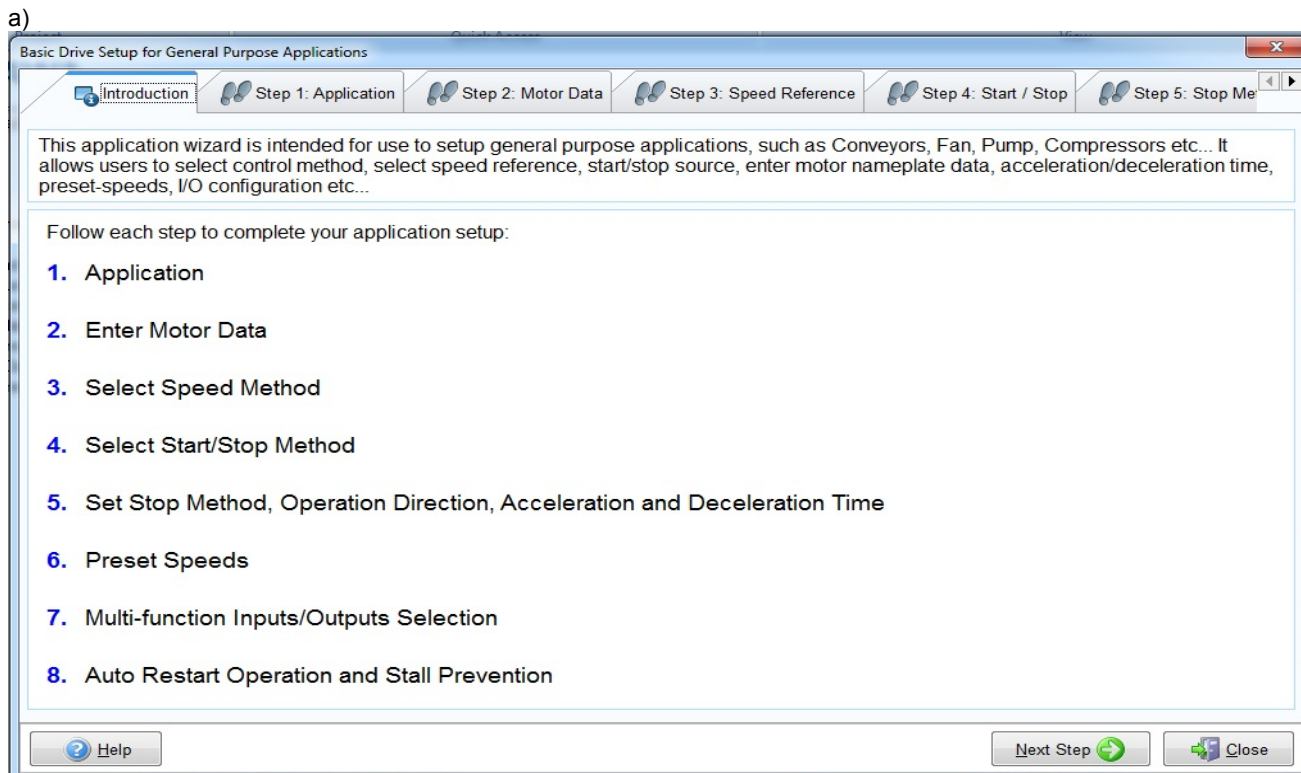 a)
Project Quick Access View
Basic Drive Setup for General Purpose Applications
Introduction Step 1: Application Step 2: Motor Data Step 3: Speed Reference Step 4: Start / Stop Step 5: Stop Me
This application wizard is intended for use to setup general purpose applications, such as Conveyors, Fan, Pump, Compressors etc... It
allows users to select control method, select speed reference, start/stop source, enter motor nameplate data, acceleration/deceleration time,
preset-speeds, I/O configuration etc...
Follow each step to complete your application setup:
1. Application
2. Enter Motor Data
3. Select Speed Method
4. Select Start/Stop Method
5. Set Stop Method, Operation Direction, Acceleration and Deceleration Time
6. Preset Speeds
7. Multi-function Inputs/Outputs Selection
8. Auto Restart Operation and Stall Prevention
Help Next Step Close